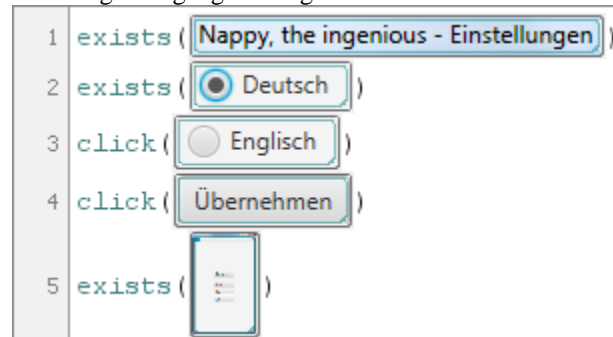 1 exists(Nappy, the ingenious - Einstellungen)
2 exists(Deutsch)
3 click(Englisch)
4 click(Übernehmen)
5 exists()